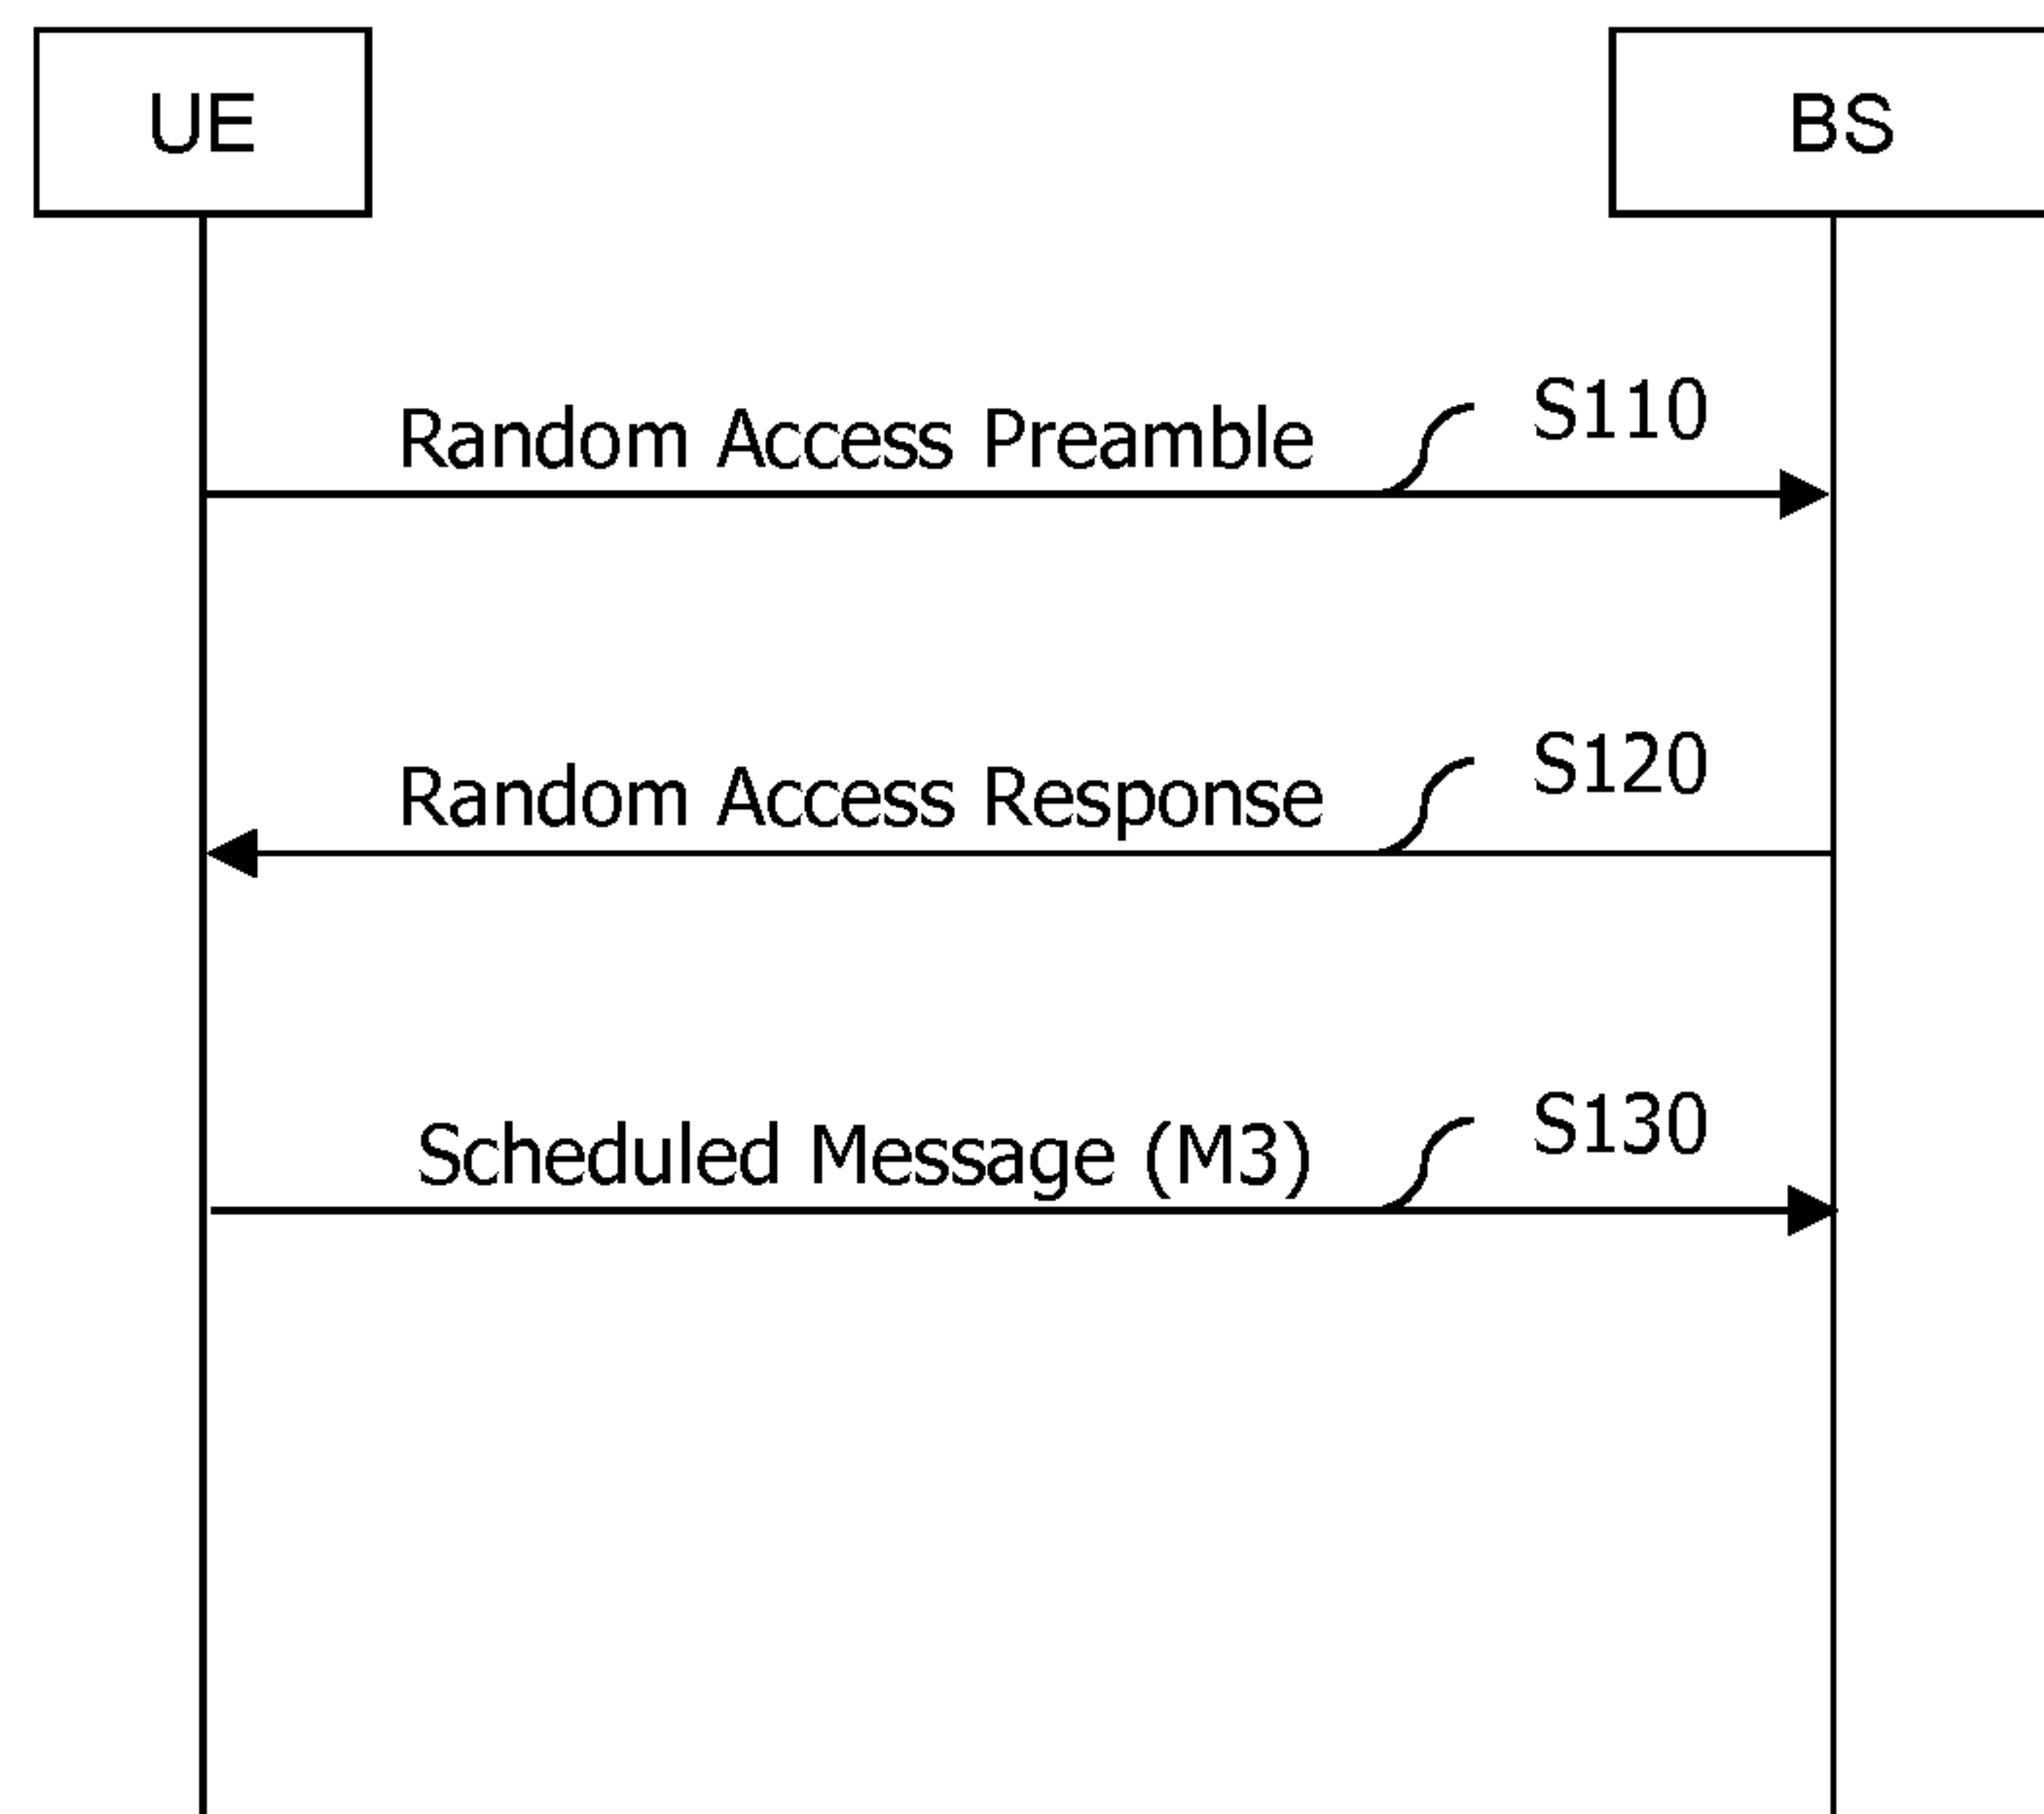 UE
BS
Random Access Preamble
S110
Random Access Response
S120
Scheduled Message (M3)
S130